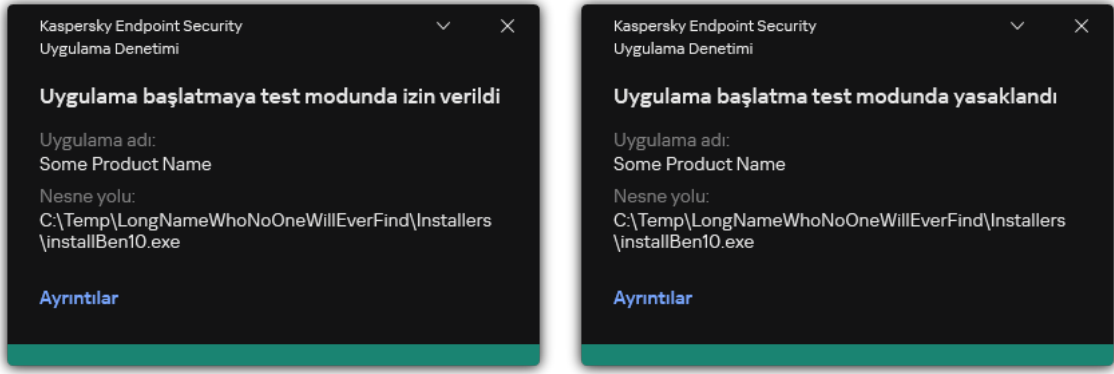 Kaspersky Endpoint Security
Uygulama Denetimi
Uygulama başlatmaya test modunda izin verildi
Uygulama adı:
Some Product Name
Nesne yolu:
C:\Temp\LongNameWhoNoOneWillEverFind\Installers
\installBen10.exe
Ayrıntılar
Kaspersky Endpoint Security
Uygulama Denetimi
Uygulama başlatma test modunda yasaklandı
Uygulama adı:
Some Product Name
Nesne yolu:
C:\Temp\LongNameWhoNoOneWillEverFind\Installers
\installBen10.exe
Ayrıntılar